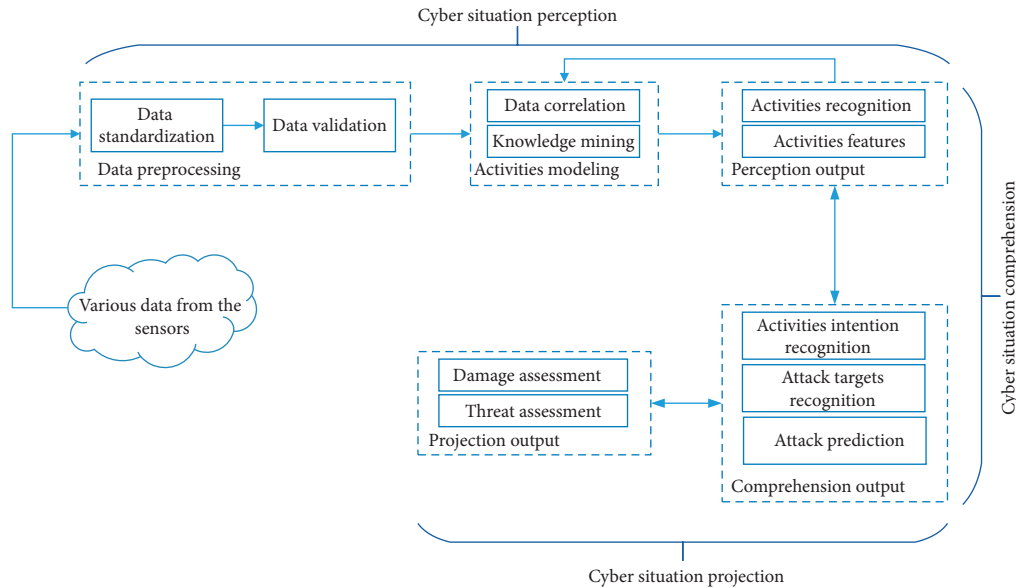 Cyber situation perception
Data
standardization
Data validation
Data preprocessing
Data correlation
Knowledge mining
Activities modeling
Activities recognition
Activities features
Perception output
Cyber situation comprehension
Various data from the
sensors
Activities intention
recognition
Attack targets
recognition
Attack prediction
Comprehension output
Damage assessment
Threat assessment
Projection output
Cyber situation projection